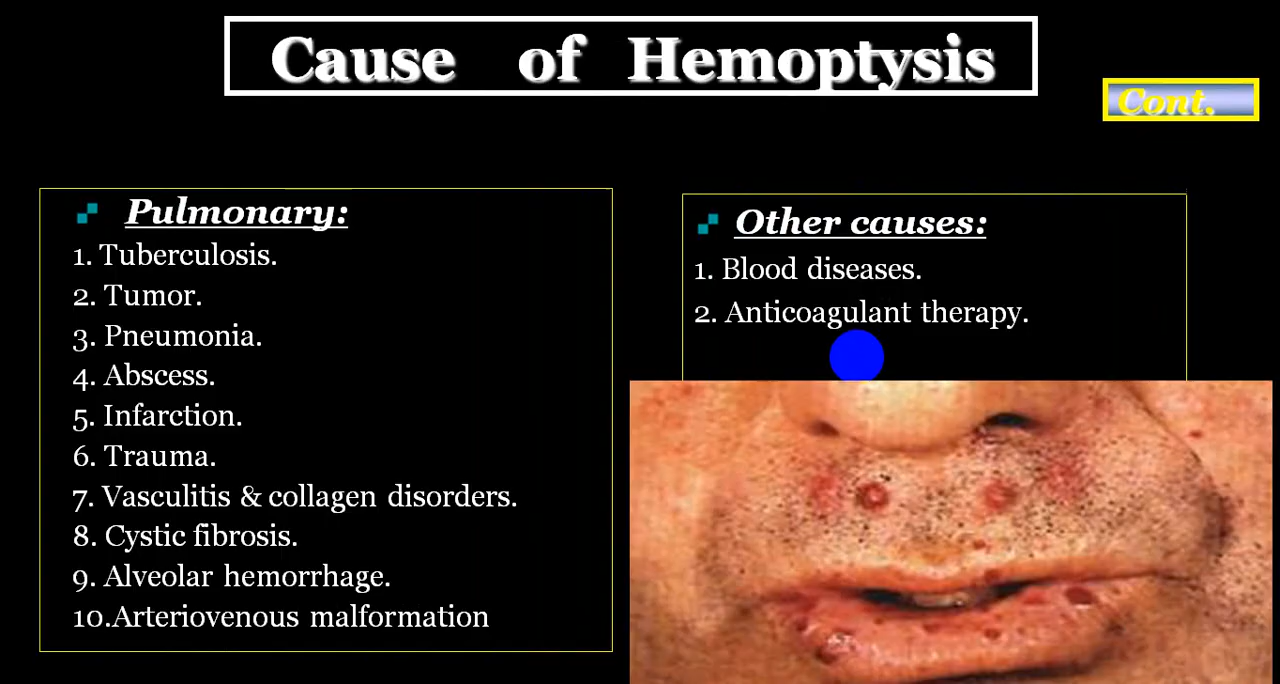 Cause of Hemoptysis
Cont.
Pulmonary:
1. Tuberculosis.
2. Tumor.
3. Pneumonia.
4. Abscess.
5. Infarction.
6. Trauma.
7. Vasculitis & collagen disorders.
8. Cystic fibrosis.
9. Alveolar hemorrhage.
10.Arteriovenous malformation
Other causes:
1. Blood diseases.
2. Anticoagulant therapy.